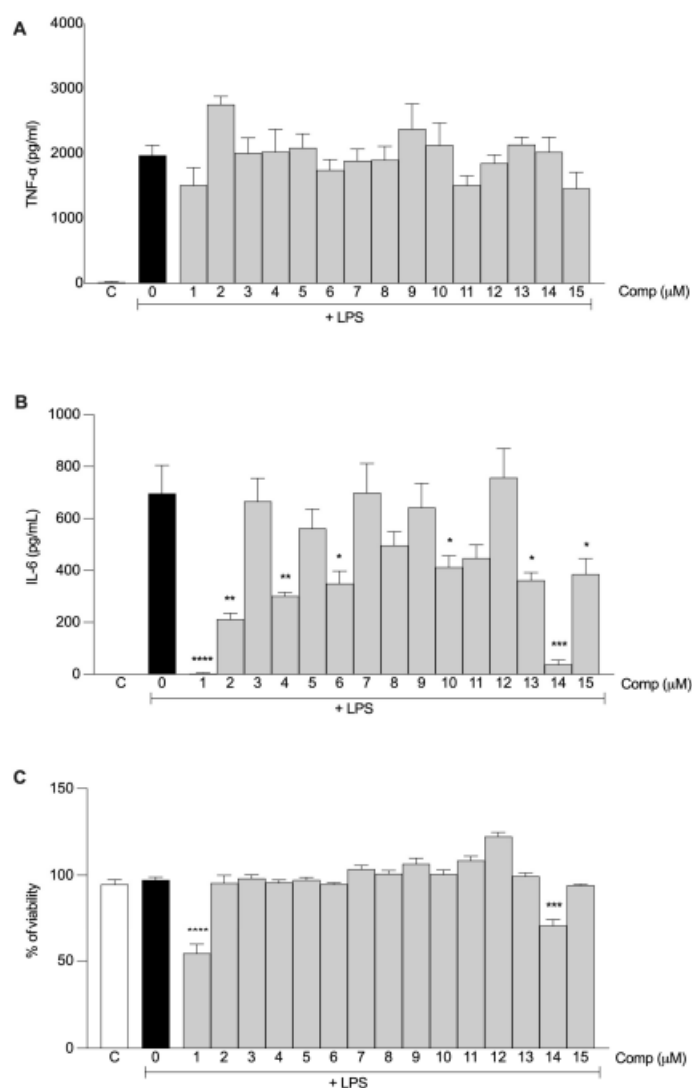 A
TNF-α (pg/ml)
4000
3000
2000
1000
0
C 0 1 2 3 4 5 6 7 8 9 10 11 12 13 14 15 Comp (μM)
+ LPS
B
IL-6 (pg/mL)
1000
800
600
400
200
0
**** ** ** * * * *** *
C 0 1 2 3 4 5 6 7 8 9 10 11 12 13 14 15 Comp (μM)
+ LPS
C
% of viability
150
100
50
0
**** ***
C 0 1 2 3 4 5 6 7 8 9 10 11 12 13 14 15 Comp (μM)
+ LPS